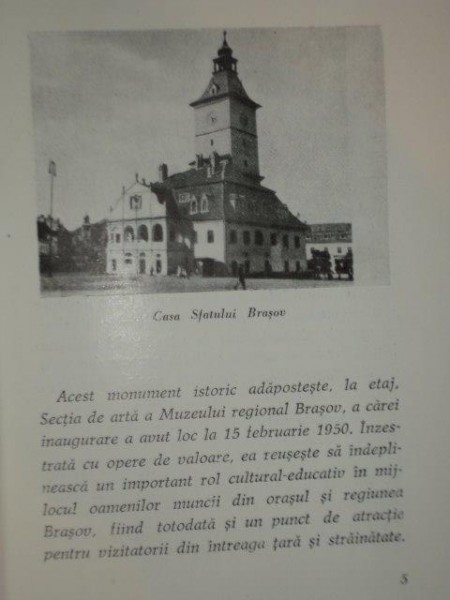 Casa Sfatului Brașov
Acest monument istoric adăpostește, la etaj,
Secția de artă a Muzeului regional Brașov, a cărei
inaugurare a avut loc la 15 februarie 1950. Inzes-
trată cu opere de valoare, ea reușește să îndepli-
nească un important rol cultural-educativ în mij-
locul oamenilor muncii din orașul și regiunea
Brașov, fiind totodată și un punct de atracție
pentru vizitatorii din întreaga țară și străinătate.
5